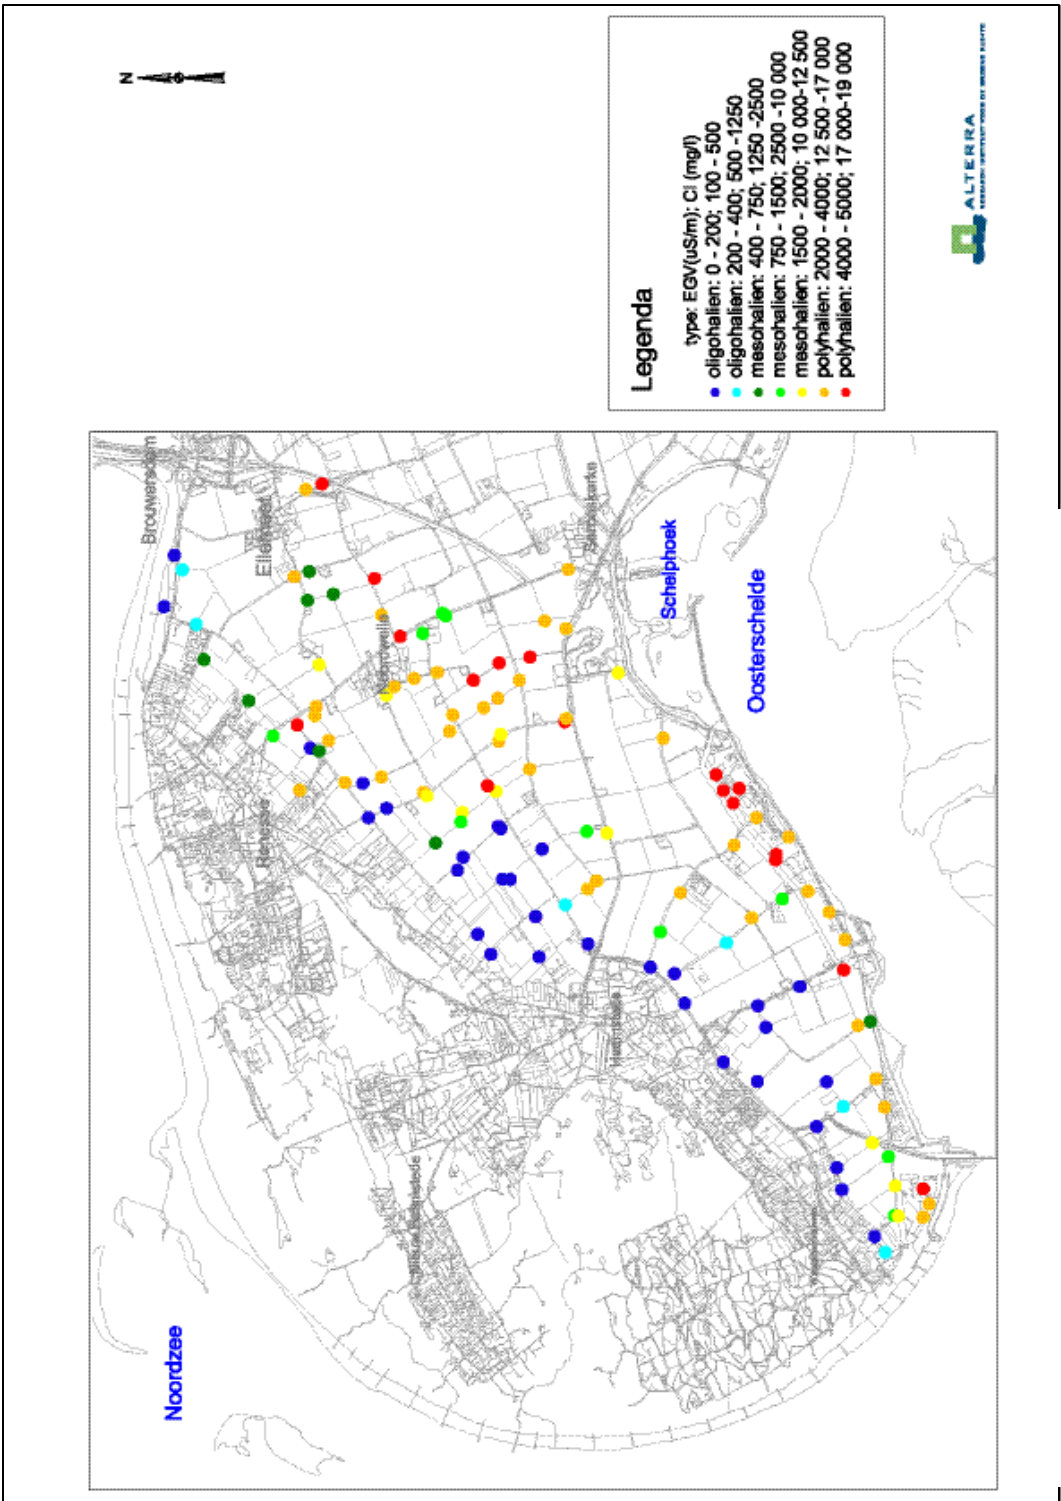 N
Legenda
type: EGV(uS/m); Cl (mg/l)
oligohalien: 0 - 200; 100 - 500
oligohalien: 200 - 400; 500 -1250
mesohalien: 400 - 750; 1250 -2500
mesohalien: 750 - 1500; 2500 -10 000
mesohalien: 1500 - 2000; 10 000-12 500
polyhalien: 2000 - 4000; 12 500 -17 000
polyhalien: 4000 - 5000; 17 000-19 000
ALTERRA
Noordzee
Brouwersdam
Ellemeet
Renesse
Schelphoek
Oosterschelde